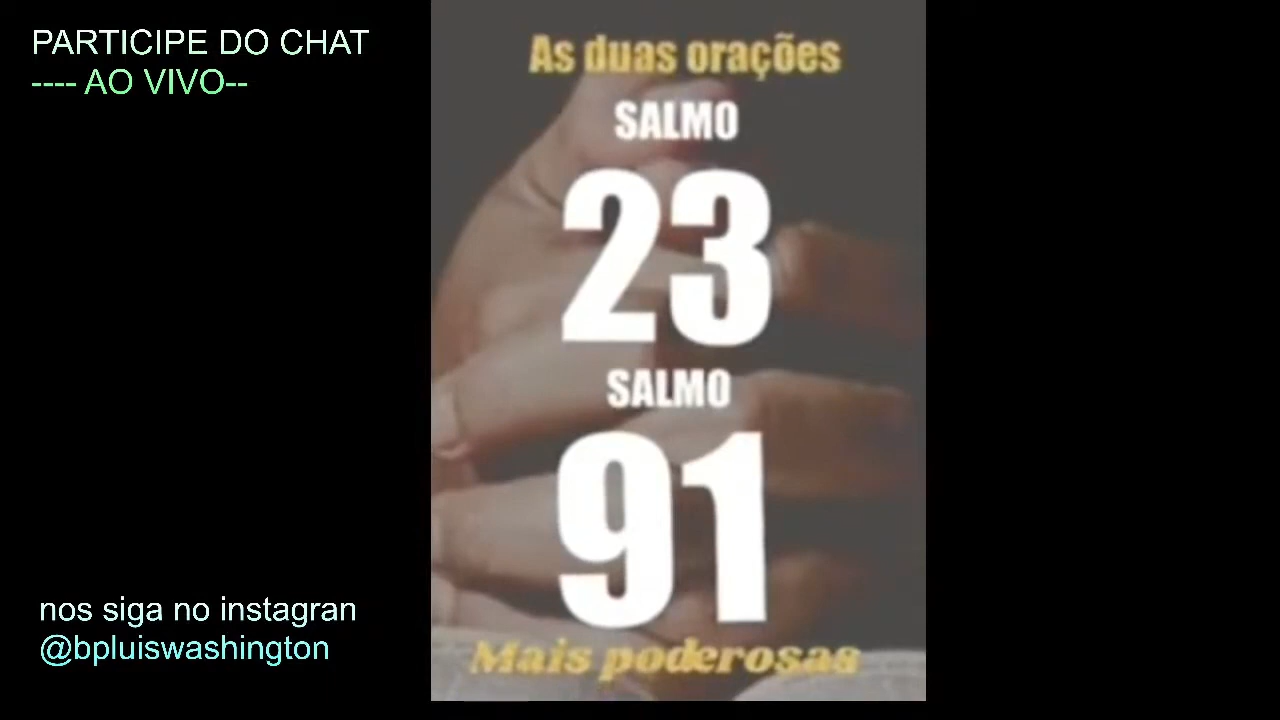 PARTICIPE DO CHAT
---- AO VIVO--
As duas orações
SALMO
23
SALMO
91
Mais poderosas
nos siga no instagran
@bpluiswashington